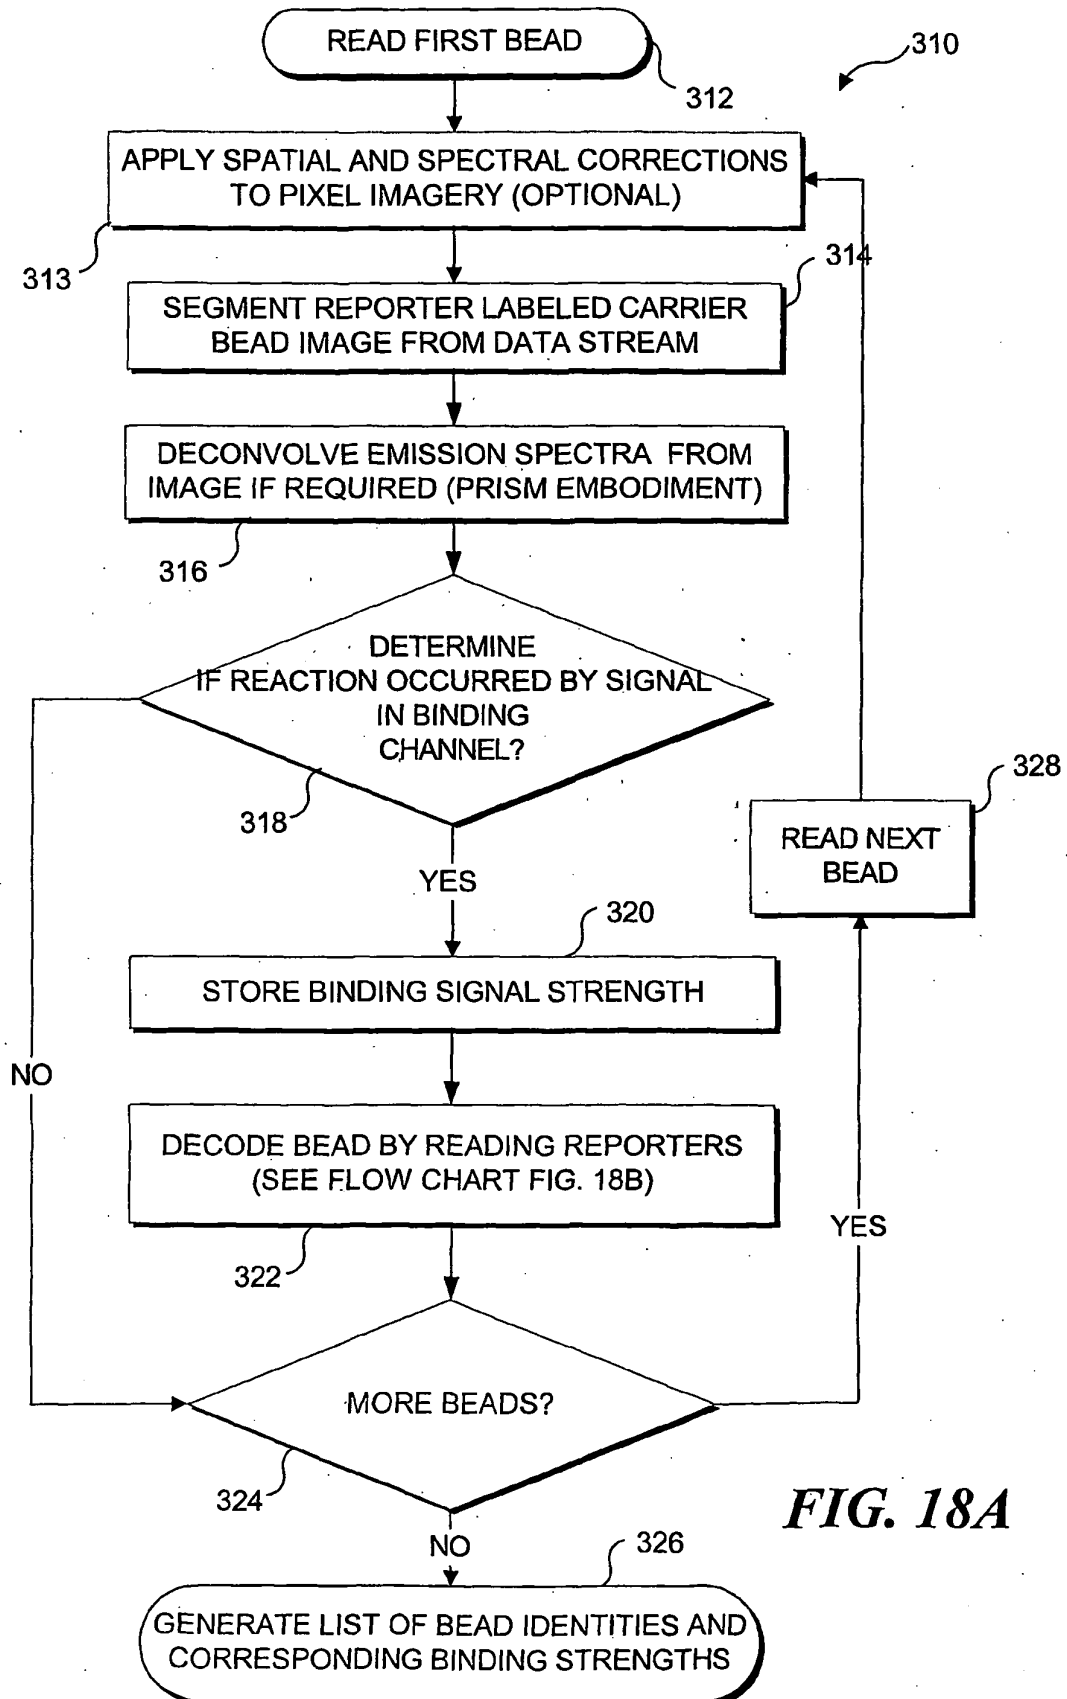 READ FIRST BEAD
310
312
APPLY SPATIAL AND SPECTRAL CORRECTIONS
TO PIXEL IMAGERY (OPTIONAL)
313
314
SEGMENT REPORTER LABELED CARRIER
BEAD IMAGE FROM DATA STREAM
DECONVOLVE EMISSION SPECTRA FROM
IMAGE IF REQUIRED (PRISM EMBODIMENT)
316
DETERMINE
IF REACTION OCCURRED BY SIGNAL
IN BINDING
CHANNEL?
318
328
READ NEXT
BEAD
YES
320
STORE BINDING SIGNAL STRENGTH
NO
DECODE BEAD BY READING REPORTERS
(SEE FLOW CHART FIG. 18B)
YES
322
MORE BEADS?
324
FIG. 18A
NO
326
GENERATE LIST OF BEAD IDENTITIES AND
CORRESPONDING BINDING STRENGTHS